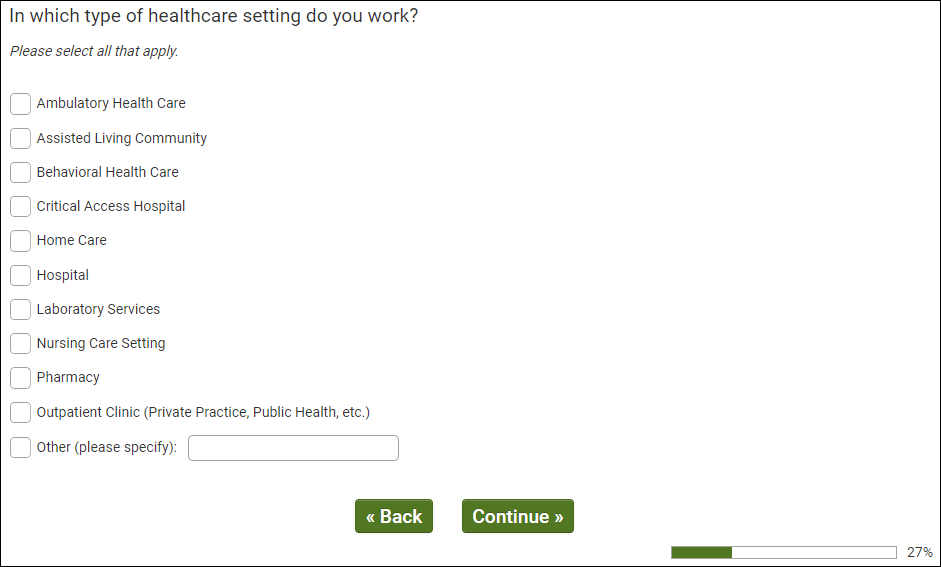 In which type of healthcare setting do you work?
Please select all that apply.
Ambulatory Health Care
Assisted Living Community
Behavioral Health Care
Critical Access Hospital
Home Care
Hospital
Laboratory Services
Nursing Care Setting
Pharmacy
Outpatient Clinic (Private Practice, Public Health, etc.)
Other (please specify):
« Back Continue »
27%